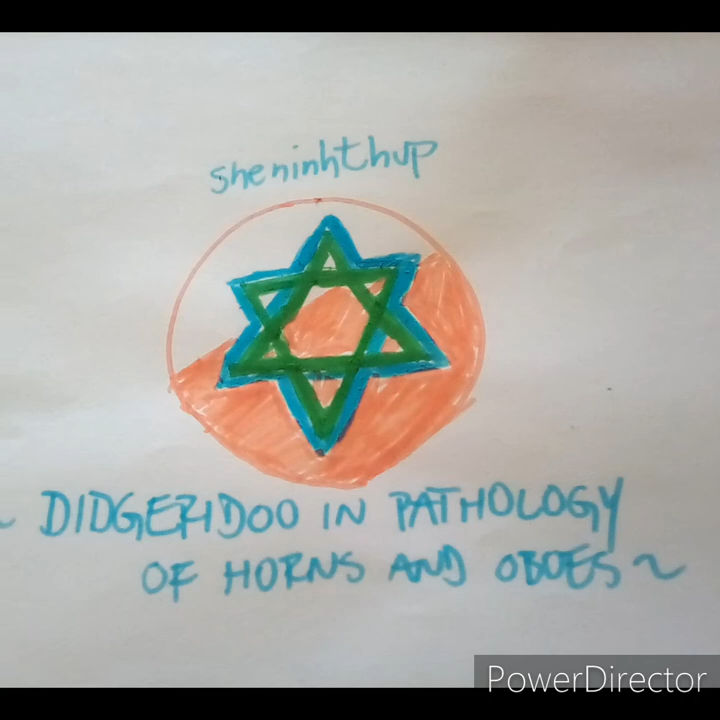 sheninhthup
~ DIDGERIDOO IN PATHOLOGY
OF HORNS AND OBOES ~
PowerDirector